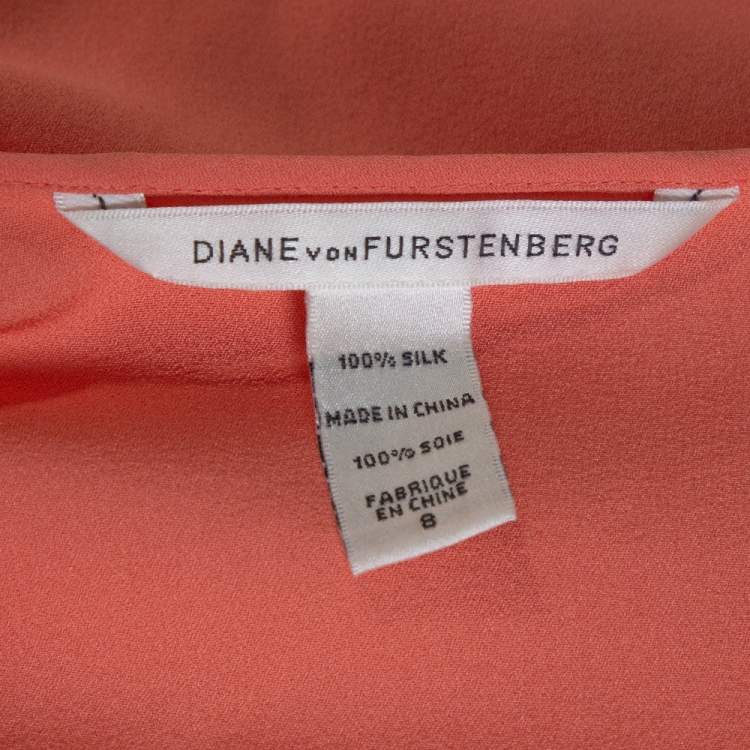 DIANE VON FURSTENBERG
100% SILK
MADE IN CHINA
100% SOIE
FABRIQUE
EN CHINE
8